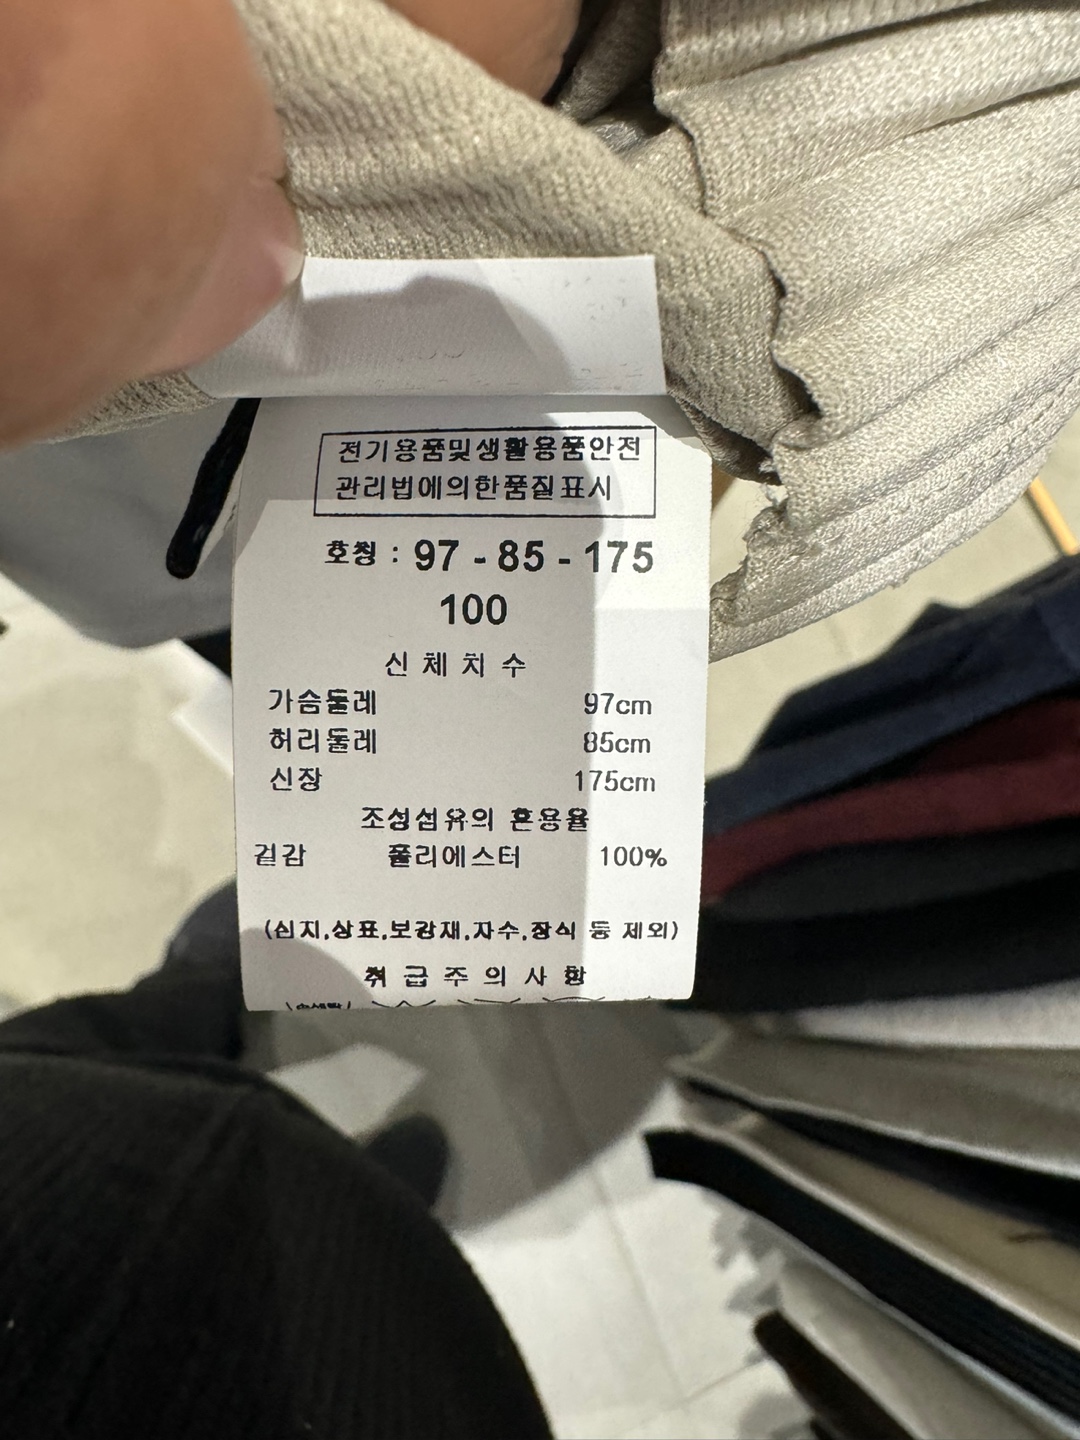 전기용품및생활용품안전
관리법에의한품질표시
호칭 : 97 - 85 - 175
100
신체치수
가슴둘레 97cm
허리둘레 85cm
신장 175cm
조성섬유의 혼용율
겉감 폴리에스터 100%
(심지,상표,보강재,자수,장식 등 제외)
취급주의사항